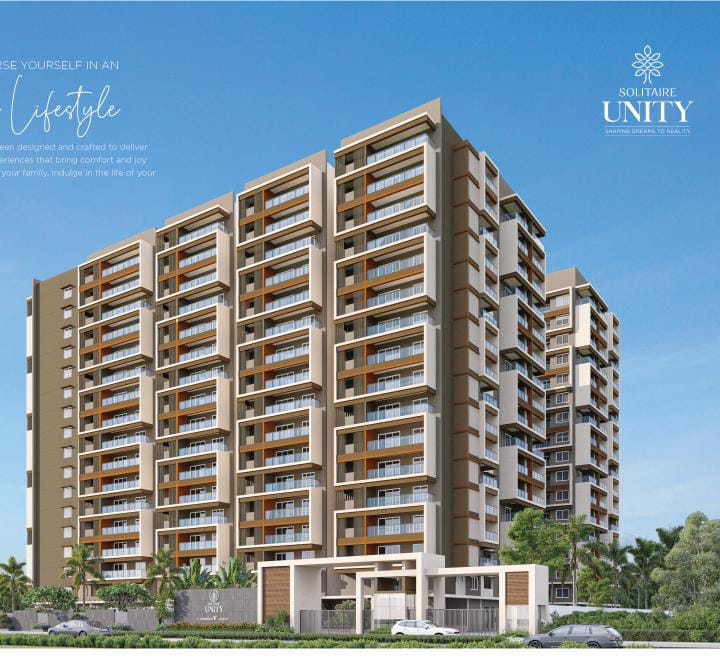 RSE YOURSELF IN AN
Lifestyle
een designed and crafted to deliver
periences that bring comfort and joy
your family. Indulge in the life of your
SOLITAIRE
UNITY
SHAPING DREAMS TO REALITY
UNITY